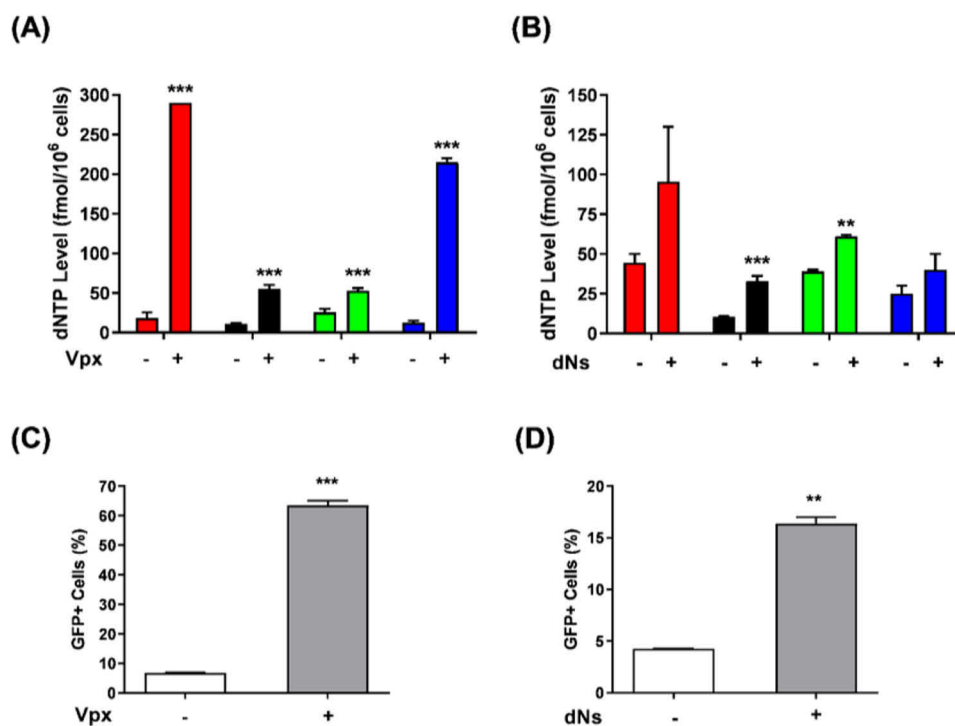 (A)
dNTP Level (fmol/10⁶ cells)
300
250
200
150
100
50
0
***
***
***
***
Vpx - + - + - + - +
(B)
dNTP Level (fmol/10⁶ cells)
150
125
100
75
50
25
0
***
**
dNs - + - + - + - +
(C)
GFP+ Cells (%)
70
60
50
40
30
20
10
0
***
Vpx - +
(D)
GFP+ Cells (%)
20
15
10
5
0
**
dNs - +